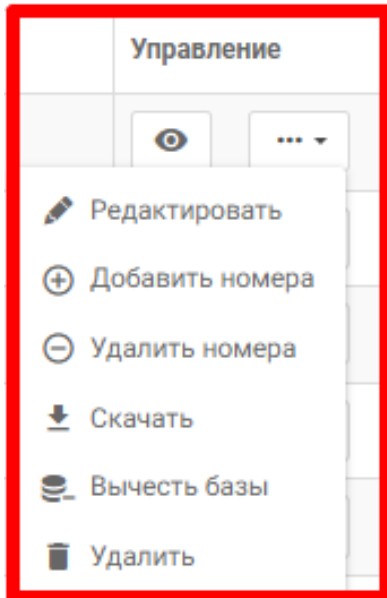 Управление
Редактировать
Добавить номера
Удалить номера
Скачать
Вычесть базы
Удалить